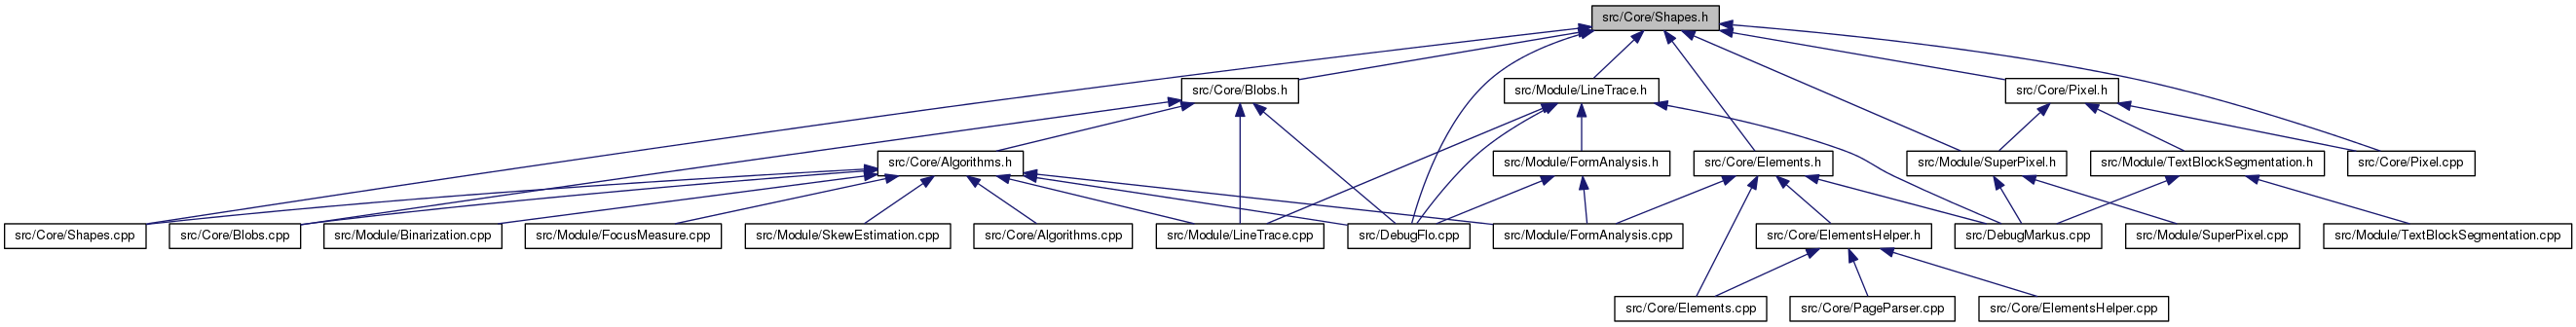 src/Core/Shapes.h
src/Core/Blobs.h
src/Module/LineTrace.h
src/Core/Pixel.h
src/Core/Algorithms.h
src/Module/FormAnalysis.h
src/Core/Elements.h
src/Module/SuperPixel.h
src/Module/TextBlockSegmentation.h
src/Core/Pixel.cpp
src/Core/Shapes.cpp
src/Core/Blobs.cpp
src/Module/Binarization.cpp
src/Module/FocusMeasure.cpp
src/Module/SkewEstimation.cpp
src/Core/Algorithms.cpp
src/Module/LineTrace.cpp
src/DebugFlo.cpp
src/Module/FormAnalysis.cpp
src/Core/ElementsHelper.h
src/DebugMarkus.cpp
src/Module/SuperPixel.cpp
src/Module/TextBlockSegmentation.cpp
src/Core/Elements.cpp
src/Core/PageParser.cpp
src/Core/ElementsHelper.cpp